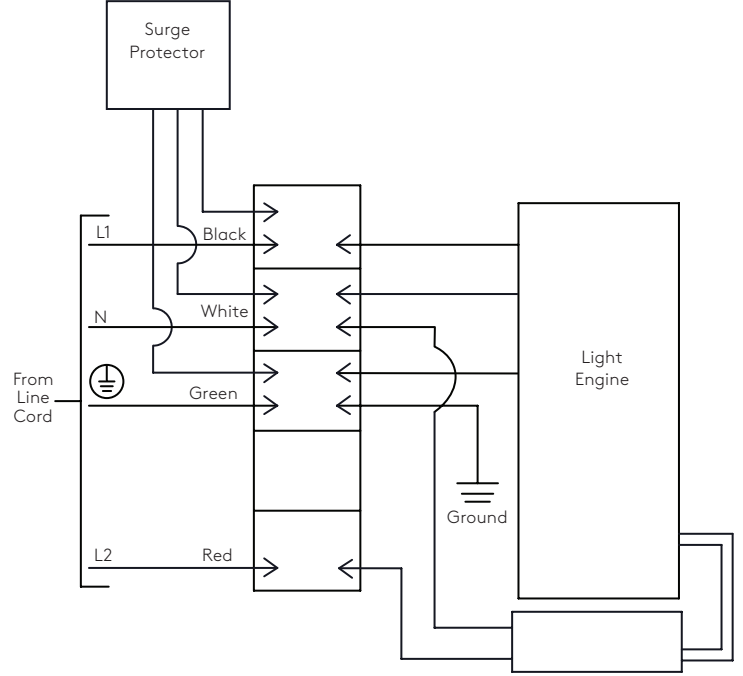 Surge
Protector
L1
Black
N
White
From
Line
Cord
Green
Light
Engine
Ground
L2
Red